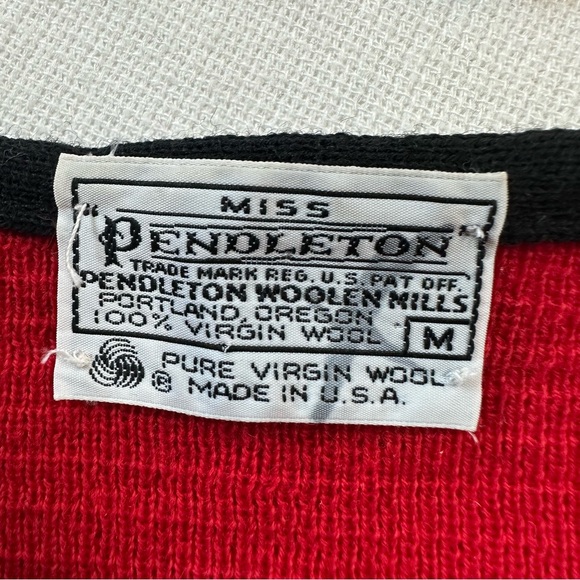 MISS
"PENDLETON"
TRADE MARK REG. U.S. PAT OFF.
PENDLETON WOOLEN MILLS
PORTLAND, OREGON
100% VIRGIN WOOL M
® PURE VIRGIN WOOL
MADE IN U.S.A.